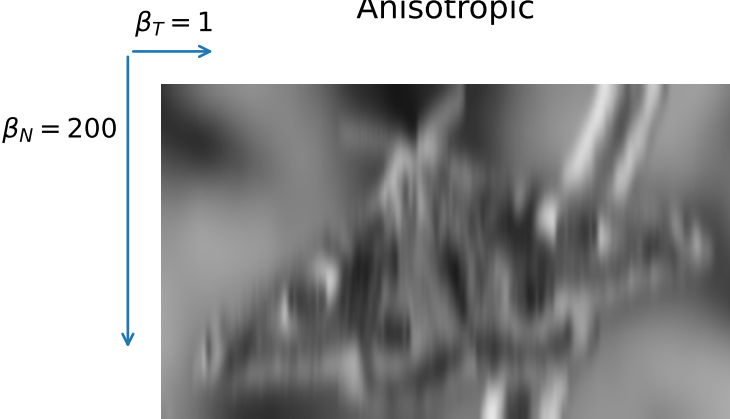 Anisotropic
β_T = 1
β_N = 200